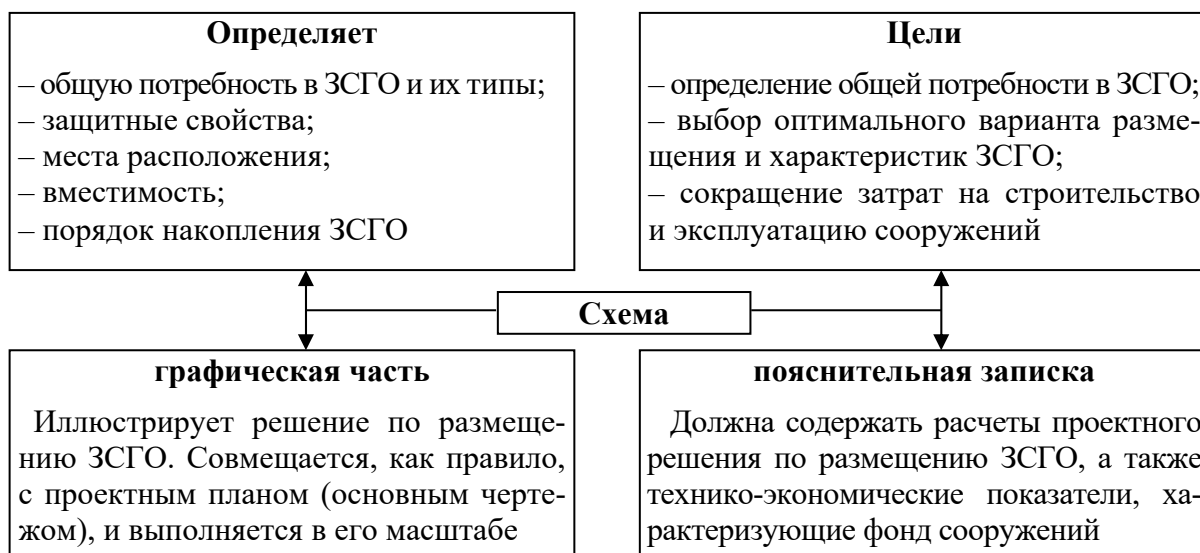 Определяет
– общую потребность в ЗСГО и их типы;
– защитные свойства;
– места расположения;
– вместимость;
– порядок накопления ЗСГО
Цели
– определение общей потребности в ЗСГО;
– выбор оптимального варианта разме-
щения и характеристик ЗСГО;
– сокращение затрат на строительство
и эксплуатацию сооружений
Схема
графическая часть
Иллюстрирует решение по размеще-
нию ЗСГО. Совмещается, как правило,
с проектным планом (основным черте-
жом), и выполняется в его масштабе
пояснительная записка
Должна содержать расчеты проектного
решения по размещению ЗСГО, а также
технико-экономические показатели, ха-
рактеризующие фонд сооружений